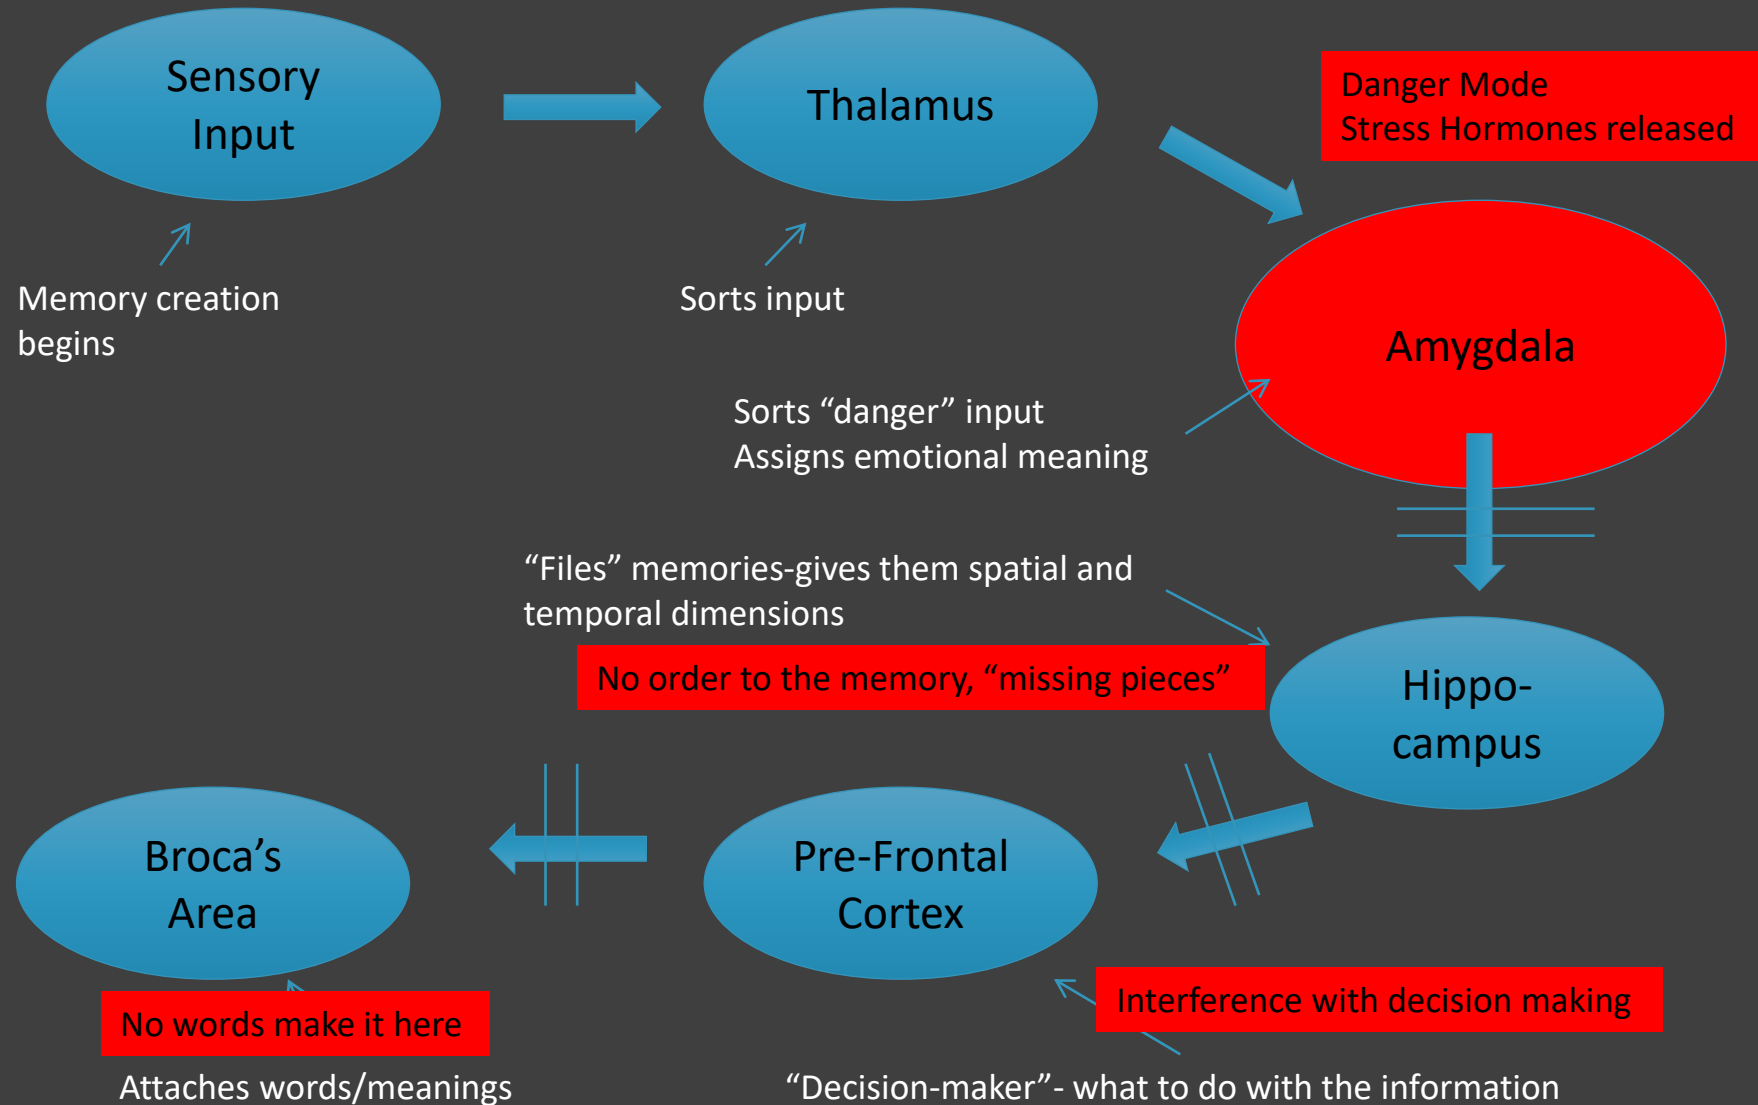 Sensory
Input
Thalamus
Danger Mode
Stress Hormones released
Memory creation
begins
Sorts input
Amygdala
Sorts “danger” input
Assigns emotional meaning
“Files” memories-gives them spatial and
temporal dimensions
No order to the memory, “missing pieces”
Hippo-
campus
Broca’s
Area
Pre-Frontal
Cortex
No words make it here
Interference with decision making
Attaches words/meanings
“Decision-maker”- what to do with the information